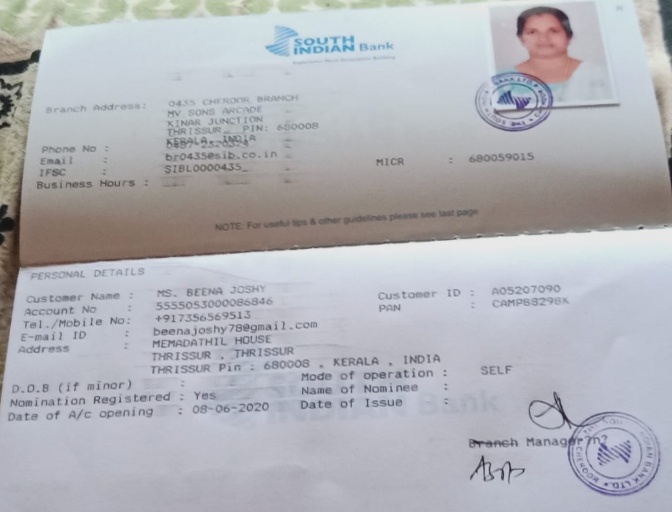 SOUTH
INDIAN Bank
Branch Address: 0435 CHEROOR BRANCH
MV SONS ARCADE
KINAR JUNCTION
THRISSUR PIN: 680008
KERALA, INDIA
Phone No :
Email : br0435@sib.co.in
IFSC : SIBL0000435
MICR : 680059015
Business Hours :
NOTE: For useful tips & other guidelines please see last page
PERSONAL DETAILS
Customer Name : MS. BEENA JOSHY
Customer ID : A05207090
Account No : 5555053000086846
PAN : CAMPB8298K
Tel./Mobile No: +917356569513
E-mail ID : beenajoshy78@gmail.com
Address : MEMADATHIL HOUSE
THRISSUR , THRISSUR
THRISSUR Pin : 680008 , KERALA , INDIA
D.O.B (if minor) :
Mode of operation : SELF
Nomination Registered : Yes
Name of Nominee :
Date of A/c opening : 08-06-2020
Date of Issue :
Branch Manager